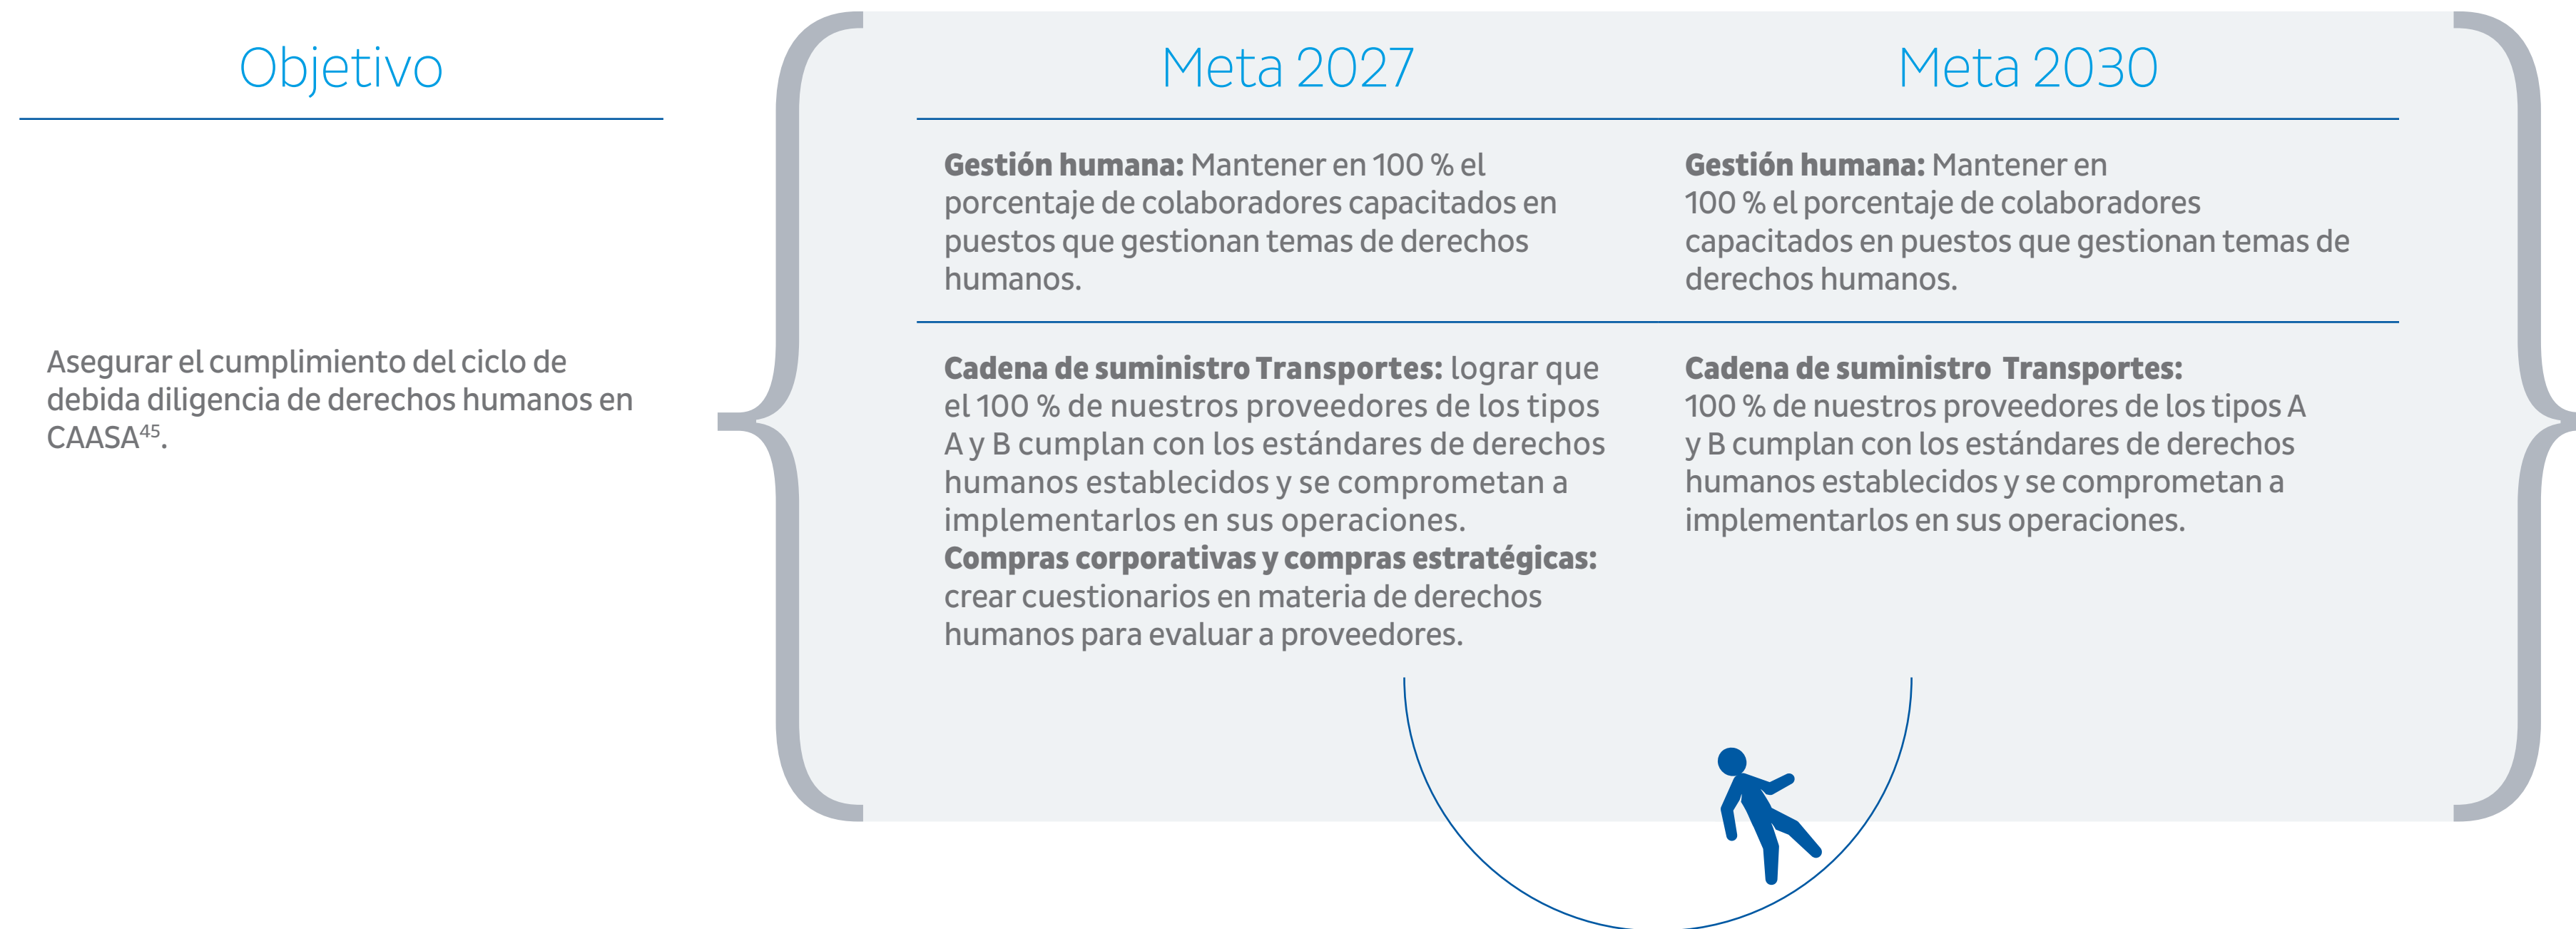 Objetivo
Asegurar el cumplimiento del ciclo de
debida diligencia de derechos humanos en
CAASA⁴⁵.
Meta 2027
Meta 2030
Gestión humana: Mantener en 100 % el
porcentaje de colaboradores capacitados en
puestos que gestionan temas de derechos
humanos.
Gestión humana: Mantener en
100 % el porcentaje de colaboradores
capacitados en puestos que gestionan temas de
derechos humanos.
Cadena de suministro Transportes: lograr que
el 100 % de nuestros proveedores de los tipos
A y B cumplan con los estándares de derechos
humanos establecidos y se comprometan a
implementarlos en sus operaciones.
Compras corporativas y compras estratégicas:
crear cuestionarios en materia de derechos
humanos para evaluar a proveedores.
Cadena de suministro Transportes:
100 % de nuestros proveedores de los tipos A
y B cumplan con los estándares de derechos
humanos establecidos y se comprometan a
implementarlos en sus operaciones.